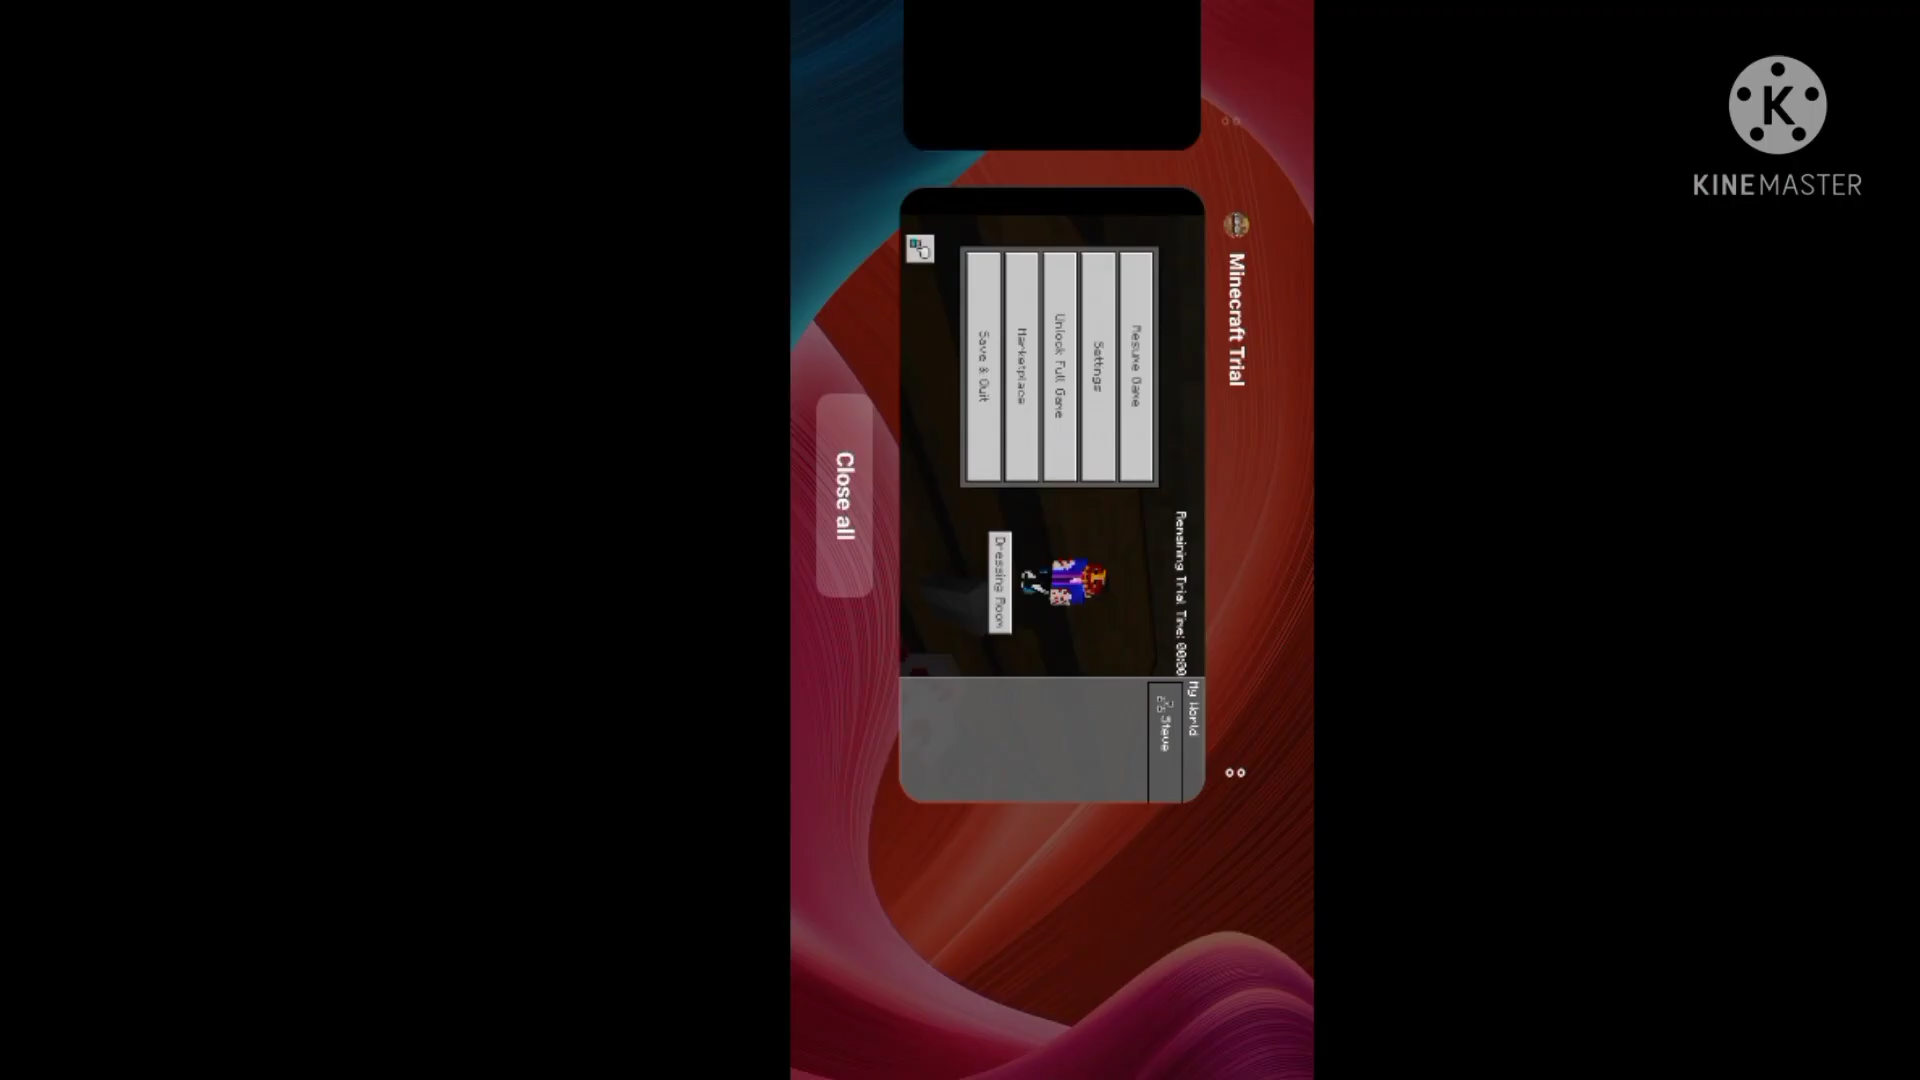 KINEMASTER
Minecraft Trial
Remaining Trial Time: 00:00
My World
Steve
Resume Game
Settings
Unlock Full Game
Marketplace
Save & Quit
Dressing Room
Close all